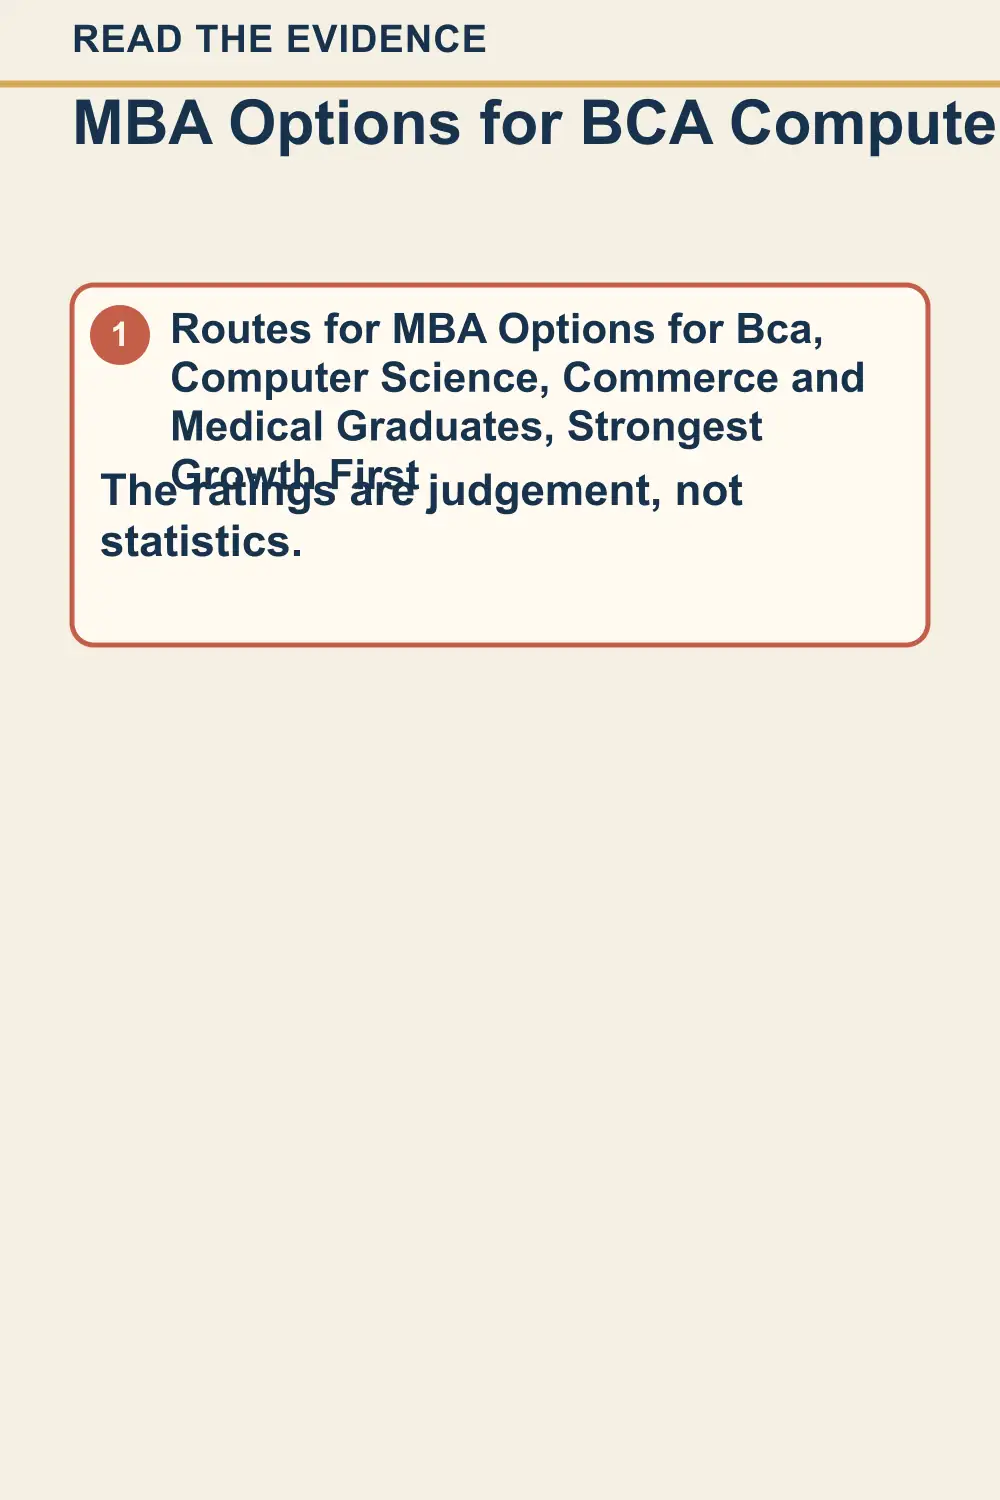 READ THE EVIDENCE
MBA Options for BCA Compute
1
Routes for MBA Options for Bca,
Computer Science, Commerce and
Medical Graduates, Strongest
Growth First
The ratings are judgement, not
statistics.